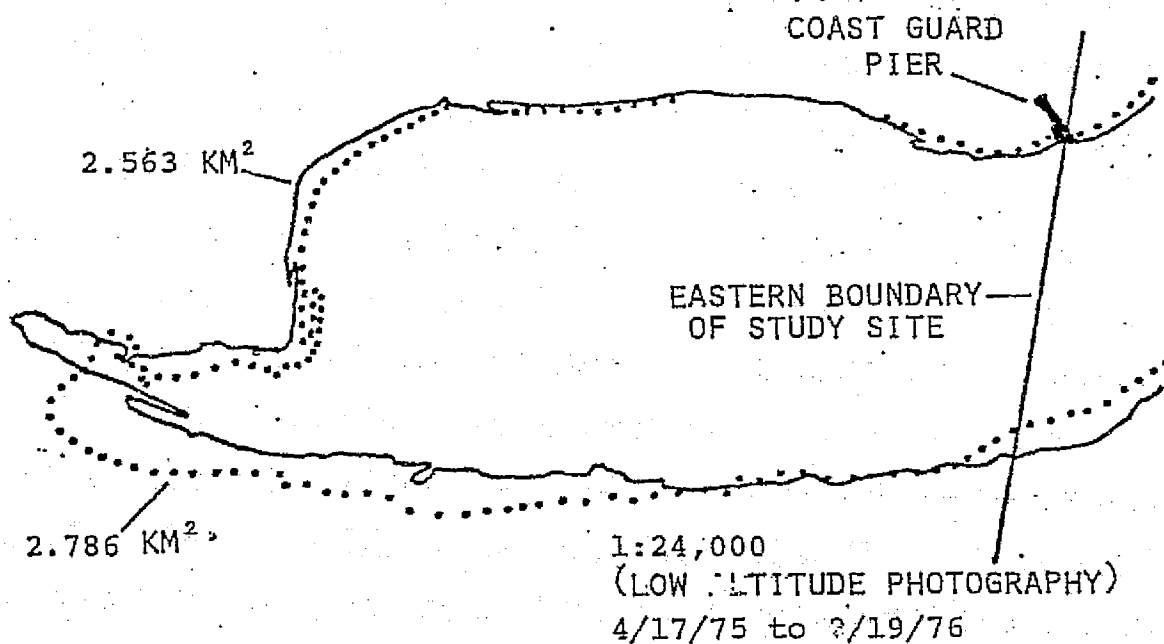 COAST GUARD
PIER
2.563 KM²
EASTERN BOUNDARY
OF STUDY SITE
2.786 KM²
1:24,000
(LOW PHOTOGRAPHY)
4/17/75 to